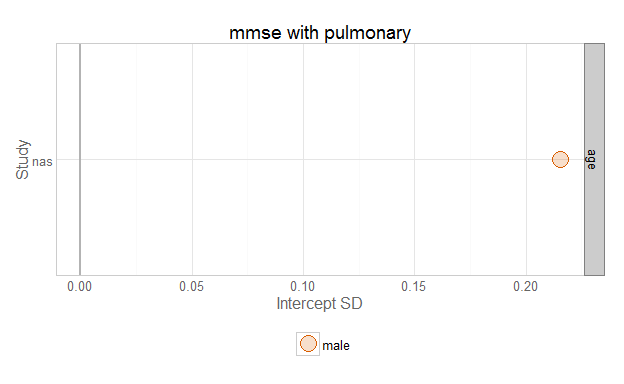 mmse with pulmonary
Study
nas
age
0.00 0.05 0.10 0.15 0.20
Intercept SD
male